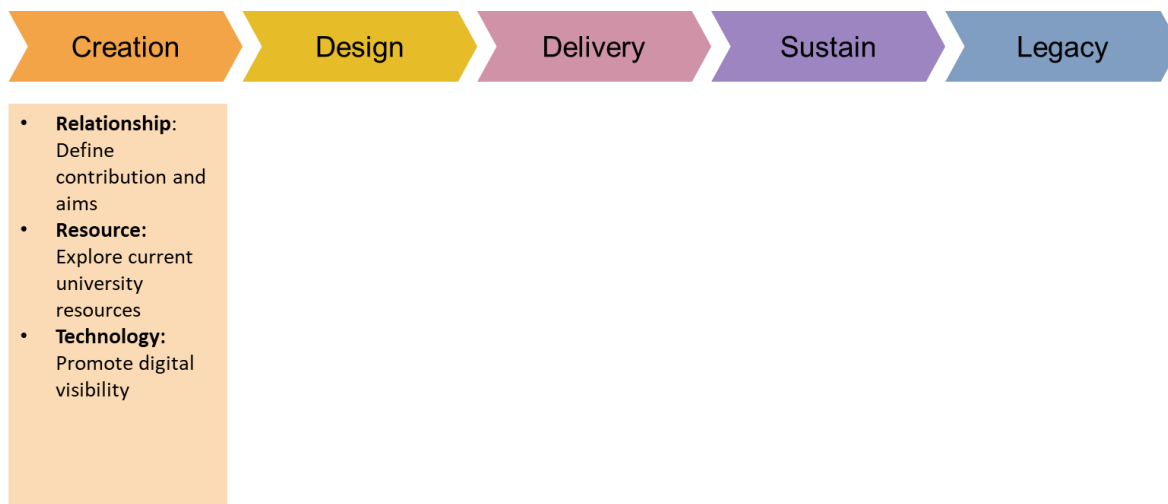 Creation
Design
Delivery
Sustain
Legacy
• Relationship:
Define
contribution and
aims
• Resource:
Explore current
university
resources
• Technology:
Promote digital
visibility